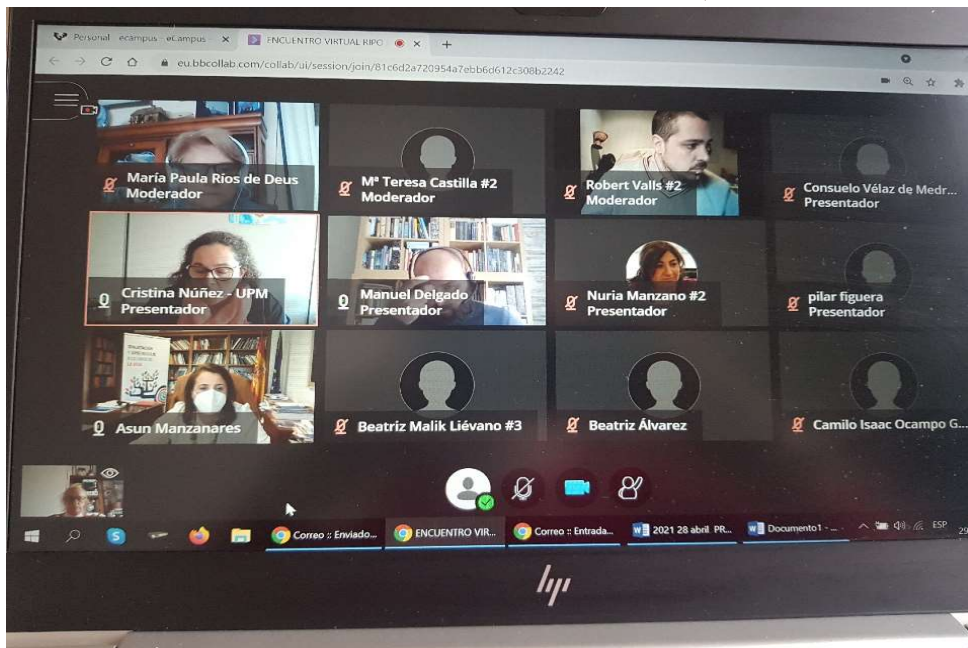 Personal - ecampus - eCampus
ENCUENTRO VIRTUAL RIPO
eu.bbcollab.com/collab/ui/session/join/81c6d2a720954a7ebb6d612c308b2242
María Paula Ríos de Deus
Moderador
Mª Teresa Castilla #2
Moderador
Robert Valls #2
Moderador
Consuelo Vélaz de Medr...
Presentador
Cristina Núñez - UPM
Presentador
Manuel Delgado
Presentador
Nuria Manzano #2
Presentador
pilar figuera
Presentador
Asun Manzanares
Beatriz Malik Liévano #3
Beatriz Álvarez
Camilo Isaac Ocampo G...
Correo :: Enviado...
ENCUENTRO VIR...
Correo :: Entrada...
2021 28 abril PR...
Documento1 - ...
ESP
29
hp